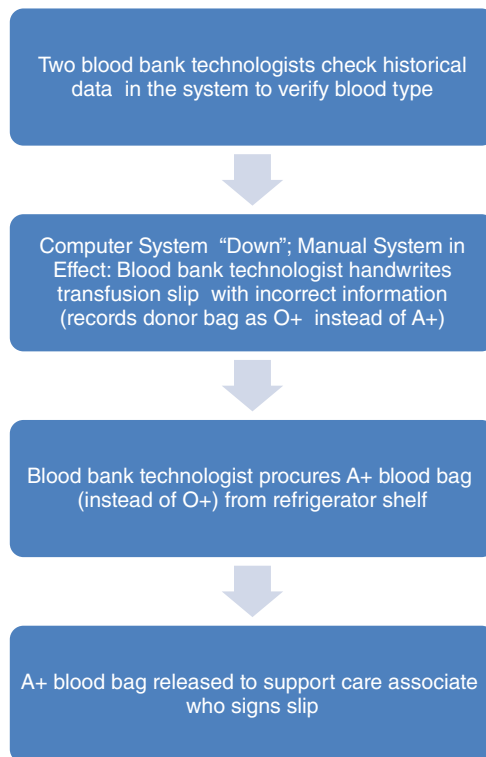 Two blood bank technologists check historical
data in the system to verify blood type
Computer System “Down”; Manual System in
Effect: Blood bank technologist handwrites
transfusion slip with incorrect information
(records donor bag as O+ instead of A+)
Blood bank technologist procures A+ blood bag
(instead of O+) from refrigerator shelf
A+ blood bag released to support care associate
who signs slip